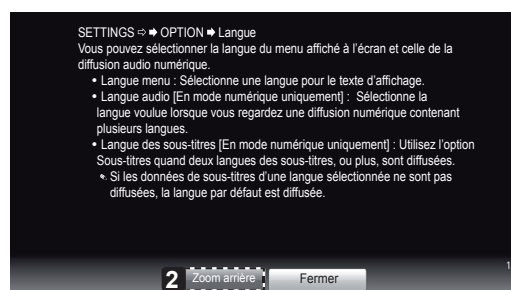 SETTINGS ⇨ ➡ OPTION ➡ Langue
Vous pouvez sélectionner la langue du menu affiché à l'écran et celle de la
diffusion audio numérique.
• Langue menu : Sélectionne une langue pour le texte d'affichage.
• Langue audio [En mode numérique uniquement] : Sélectionne la
langue voulue lorsque vous regardez une diffusion numérique contenant
plusieurs langues.
• Langue des sous-titres [En mode numérique uniquement] : Utilisez l'option
Sous-titres quand deux langues des sous-titres, ou plus, sont diffusées.
✎ Si les données de sous-titres d'une langue sélectionnée ne sont pas
diffusées, la langue par défaut est diffusée.
1
2 Zoom arrière Fermer